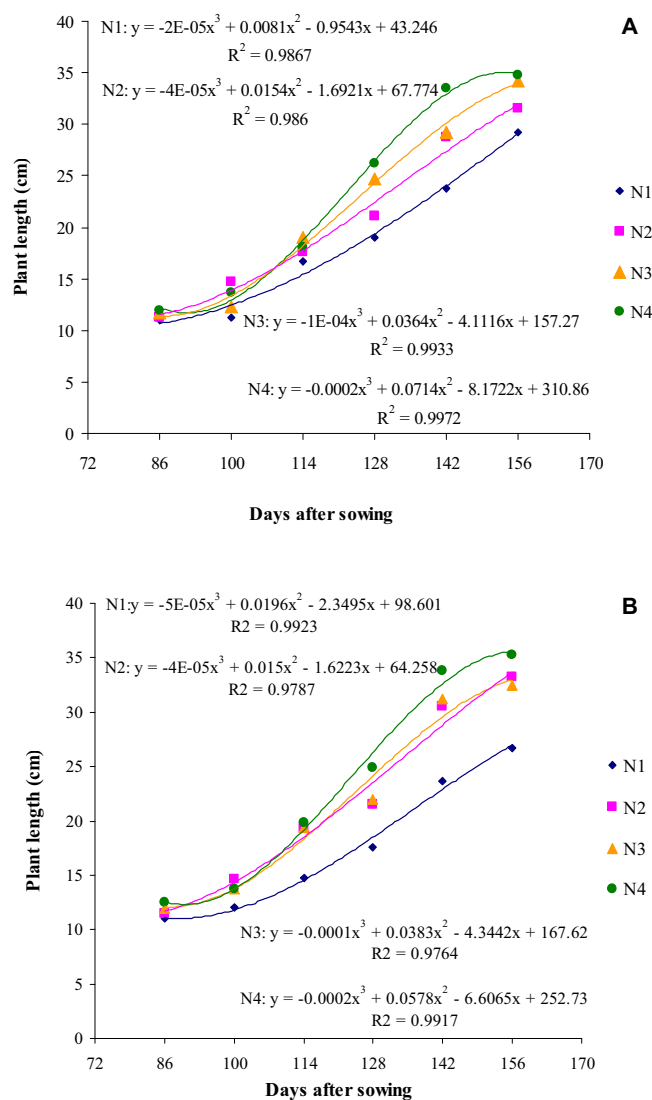 40
35
30
25
20
15
10
5
0
Plant length (cm)
A
N1: y = -2E-05x³ + 0.0081x² - 0.9543x + 43.246
R² = 0.9867
N2: y = -4E-05x³ + 0.0154x² - 1.6921x + 67.774
R² = 0.986
N3: y = -1E-04x³ + 0.0364x² - 4.1116x + 157.27
R² = 0.9933
N4: y = -0.0002x³ + 0.0714x² - 8.1722x + 310.86
R² = 0.9972
N1
N2
N3
N4
72 86 100 114 128 142 156 170
Days after sowing
40
35
30
25
20
15
10
5
0
Plant length (cm)
B
N1:y = -5E-05x³ + 0.0196x² - 2.3495x + 98.601
R2 = 0.9923
N2: y = -4E-05x³ + 0.015x² - 1.6223x + 64.258
R2 = 0.9787
N3: y = -0.0001x³ + 0.0383x² - 4.3442x + 167.62
R2 = 0.9764
N4: y = -0.0002x³ + 0.0578x² - 6.6065x + 252.73
R2 = 0.9917
N1
N2
N3
N4
72 86 100 114 128 142 156 170
Days after sowing